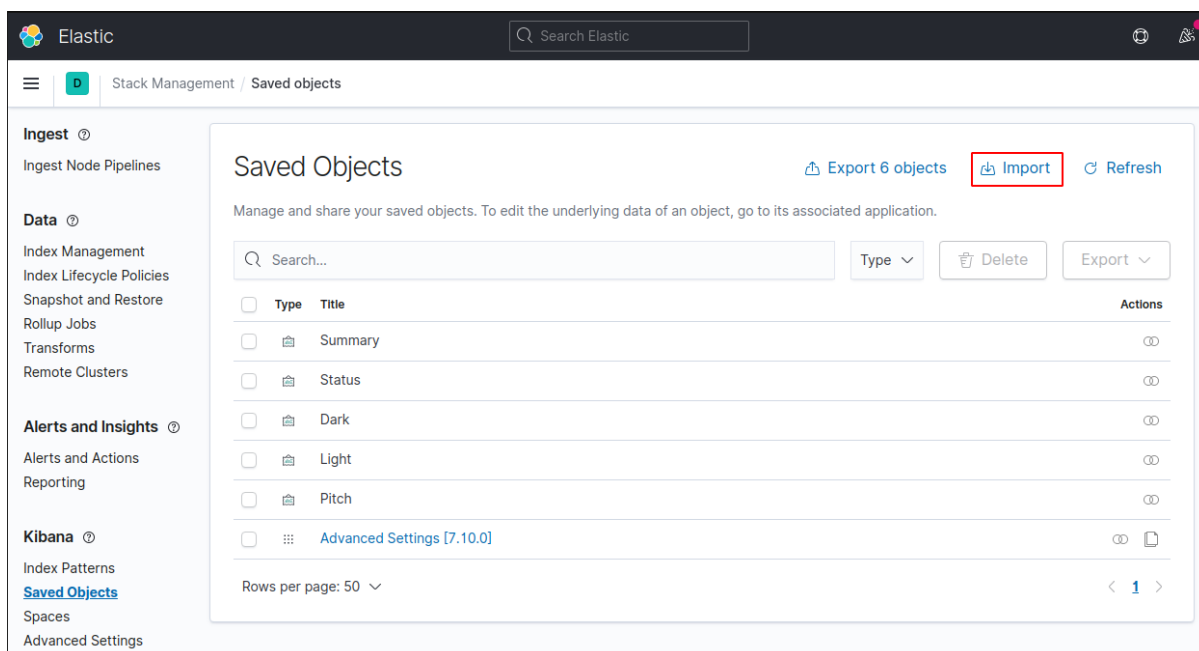 Elastic
Search Elastic
D
Stack Management / Saved objects
Ingest
Ingest Node Pipelines
Data
Index Management
Index Lifecycle Policies
Snapshot and Restore
Rollup Jobs
Transforms
Remote Clusters
Alerts and Insights
Alerts and Actions
Reporting
Kibana
Index Patterns
Saved Objects
Spaces
Advanced Settings
Saved Objects
Export 6 objects Import Refresh
Manage and share your saved objects. To edit the underlying data of an object, go to its associated application.
Search... Type Delete Export
Type Title Actions
Summary
Status
Dark
Light
Pitch
Advanced Settings [7.10.0]
Rows per page: 50 < 1 >